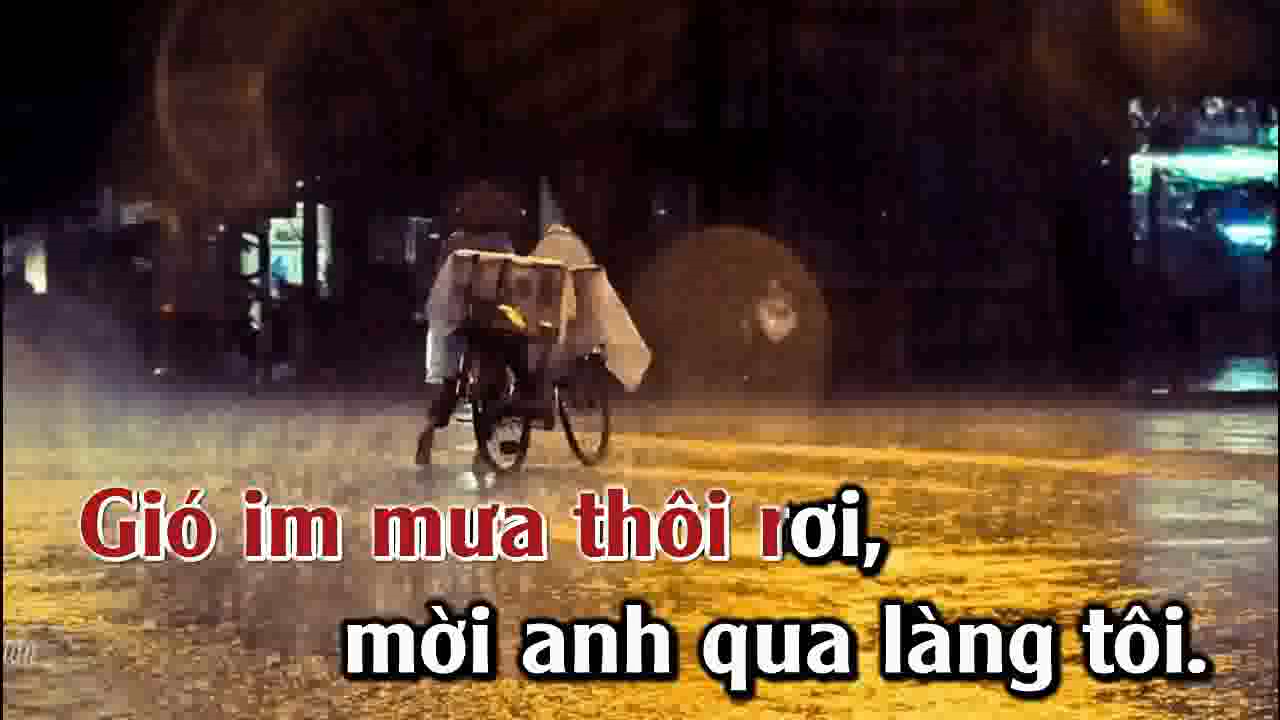 Gió im mưa thôi rơi,
mời anh qua làng tôi.